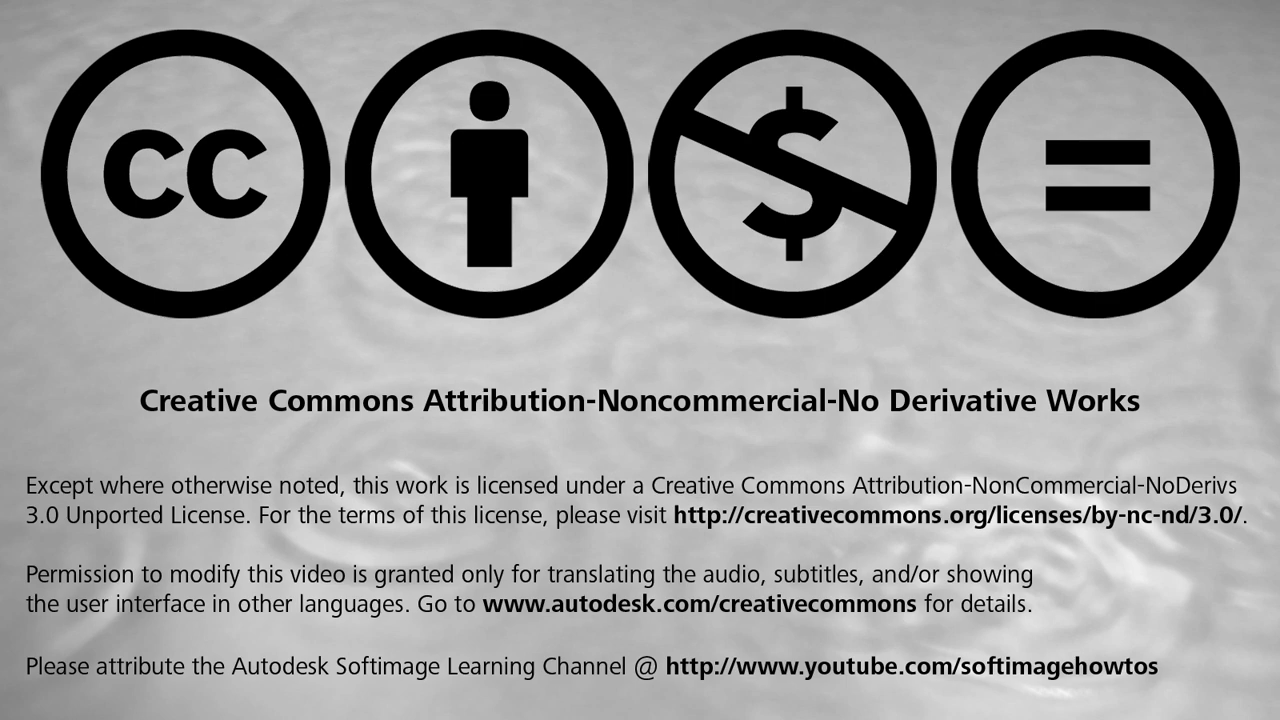 cc $ =
Creative Commons Attribution-Noncommercial-No Derivative Works
Except where otherwise noted, this work is licensed under a Creative Commons Attribution-NonCommercial-NoDerivs
3.0 Unported License. For the terms of this license, please visit http://creativecommons.org/licenses/by-nc-nd/3.0/.
Permission to modify this video is granted only for translating the audio, subtitles, and/or showing
the user interface in other languages. Go to www.autodesk.com/creativecommons for details.
Please attribute the Autodesk Softimage Learning Channel @ http://www.youtube.com/softimagehowtos